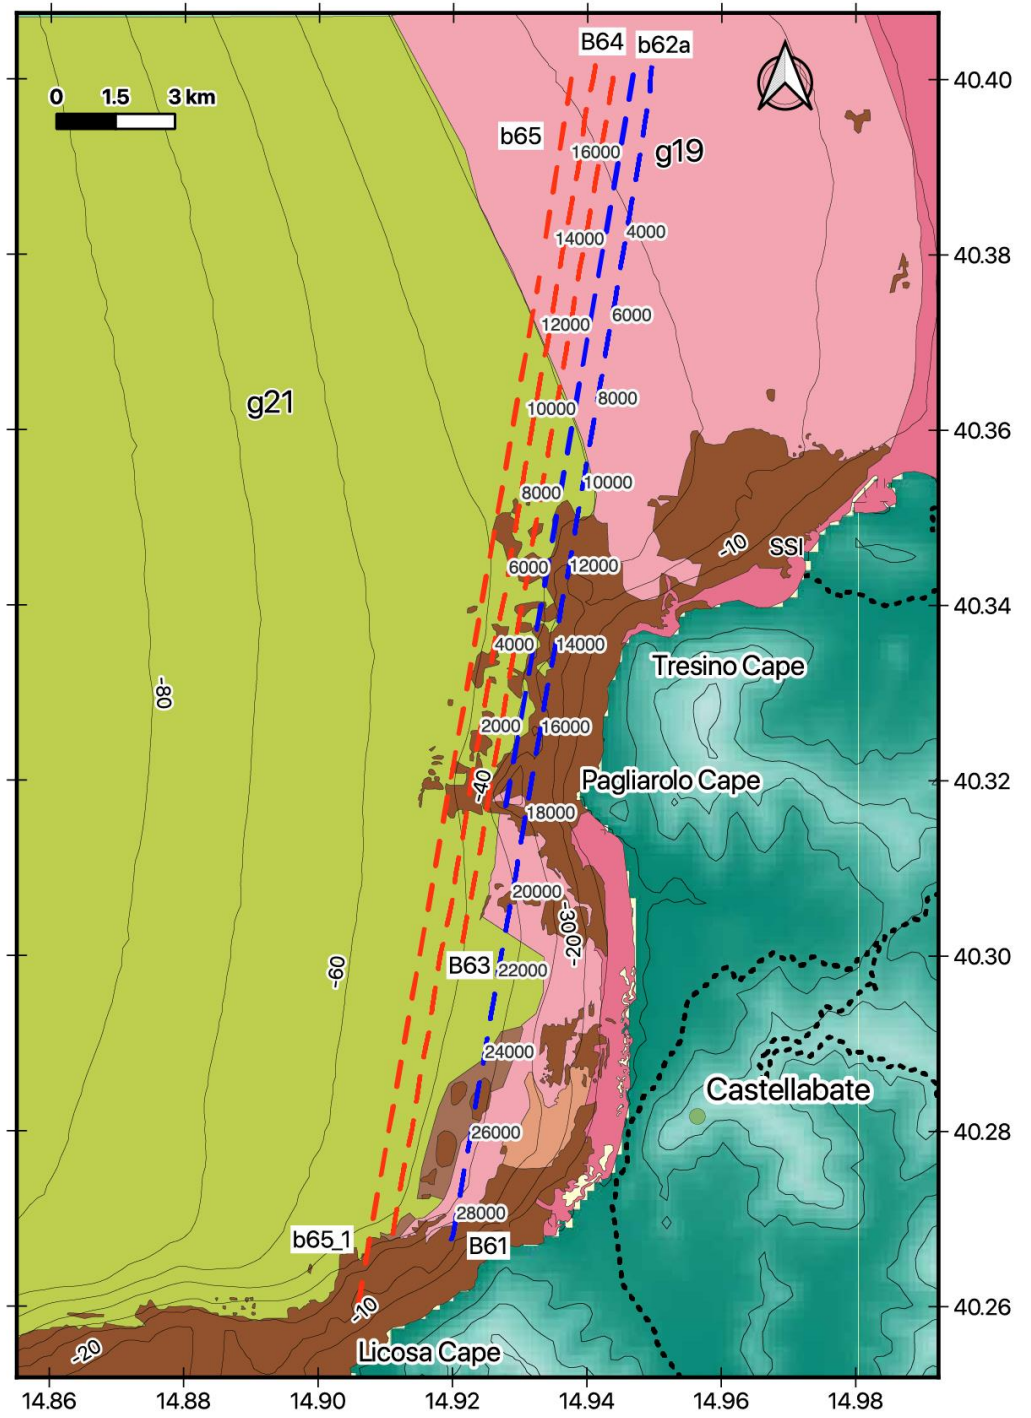 B64
b62a
40.40
0 1.5 3 km
b65
16000
g19
4000
14000
40.38
6000
12000
g21
8000
10000
40.36
10000
8000
-10
SSI
12000
6000
40.34
4000
14000
Tresino Cape
-80
2000
16000
-40
Pagliarolo Cape
40.32
18000
20000
-30
-20
B63
22000
-60
40.30
24000
Castellabate
26000
40.28
28000
b65_1
B61
-10
40.26
-20
Licosa Cape
14.86 14.88 14.90 14.92 14.94 14.96 14.98